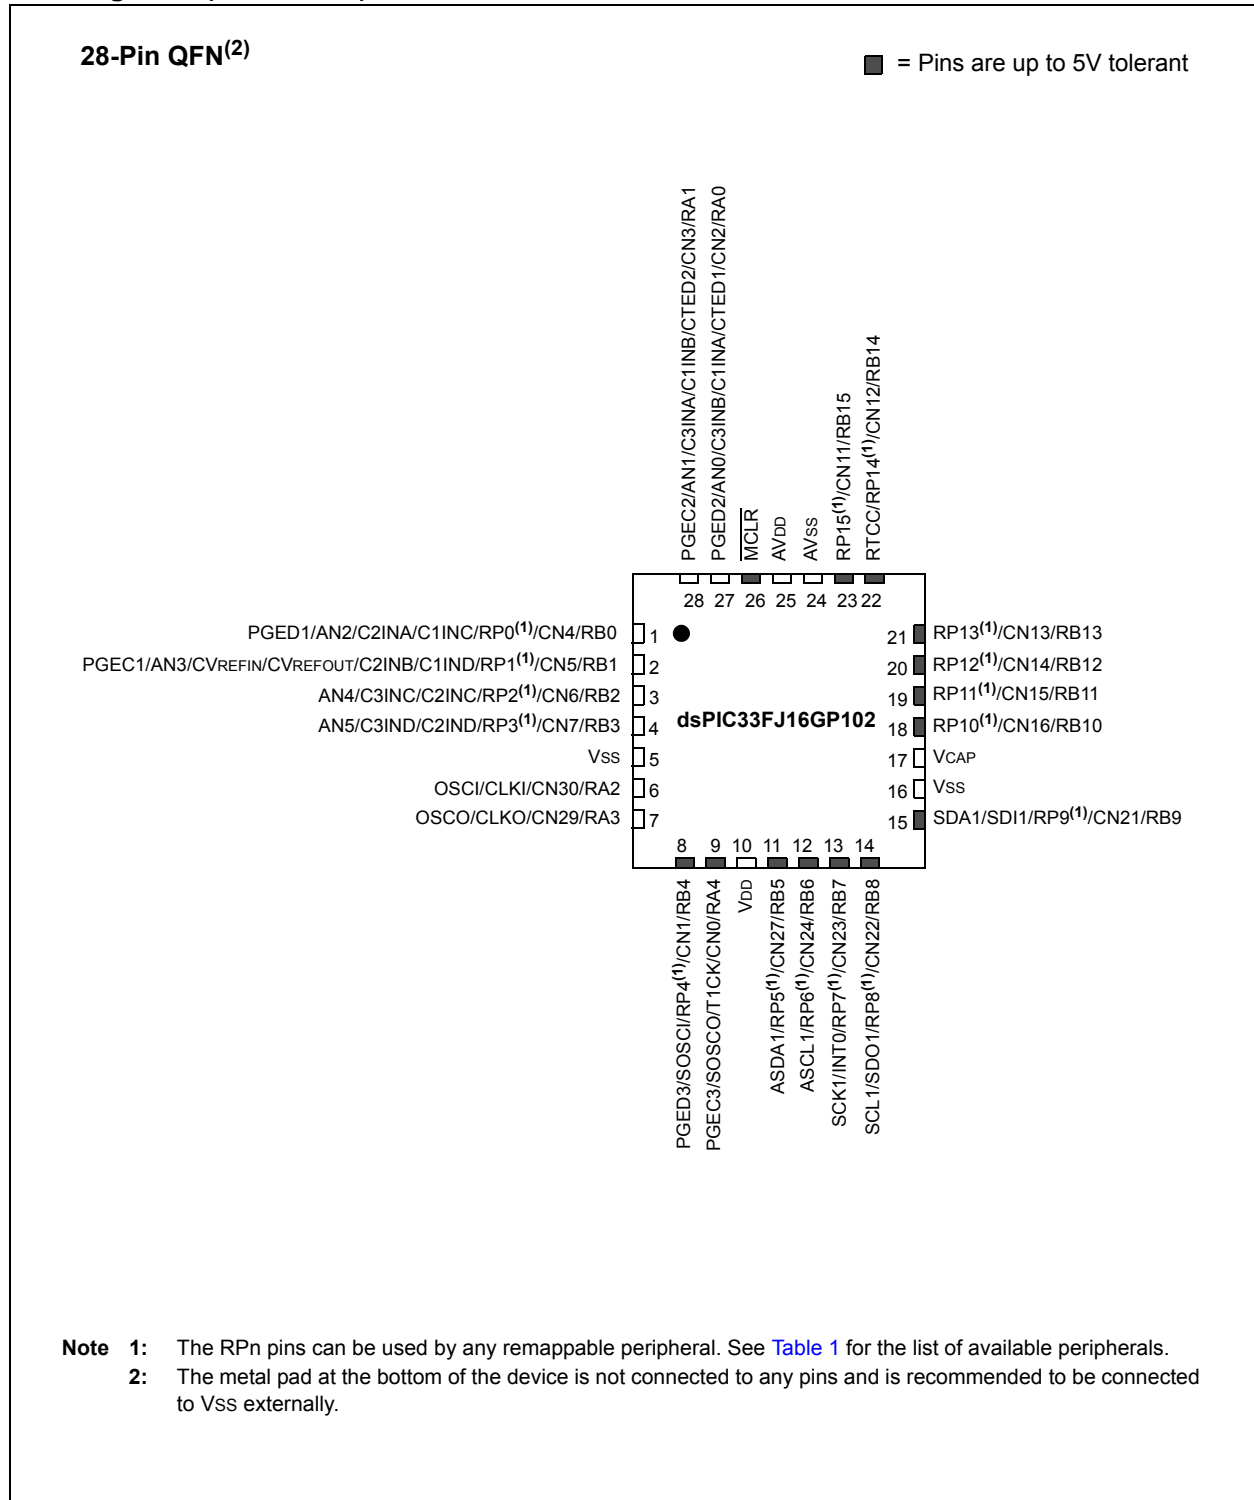 28-Pin QFN(2)
= Pins are up to 5V tolerant
PGEC2/AN1/C3INA/C1INB/CTED2/CN3/RA1
PGED2/AN0/C3INB/C1INA/CTED1/CN2/RA0
MCLR
AVDD
AVSS
RP15(1)/CN11/RB15
RTCC/RP14(1)/CN12/RB14
28 27 26 25 24 23 22
PGED1/AN2/C2INA/C1INC/RP0(1)/CN4/RB0 1
PGEC1/AN3/CVREFIN/CVREFOUT/C2INB/C1IND/RP1(1)/CN5/RB1 2
AN4/C3INC/C2INC/RP2(1)/CN6/RB2 3
AN5/C3IND/C2IND/RP3(1)/CN7/RB3 4
VSS 5
OSCI/CLKI/CN30/RA2 6
OSCO/CLKO/CN29/RA3 7
dsPIC33FJ16GP102
21 RP13(1)/CN13/RB13
20 RP12(1)/CN14/RB12
19 RP11(1)/CN15/RB11
18 RP10(1)/CN16/RB10
17 VCAP
16 VSS
15 SDA1/SDI1/RP9(1)/CN21/RB9
8 9 10 11 12 13 14
PGED3/SOSCI/RP4(1)/CN1/RB4
PGEC3/SOSCO/T1CK/CN0/RA4
VDD
ASDA1/RP5(1)/CN27/RB5
ASCL1/RP6(1)/CN24/RB6
SCK1/INT0/RP7(1)/CN23/RB7
SCL1/SDO1/RP8(1)/CN22/RB8
Note 1: The RPn pins can be used by any remappable peripheral. See Table 1 for the list of available peripherals.
2: The metal pad at the bottom of the device is not connected to any pins and is recommended to be connected
to VSS externally.